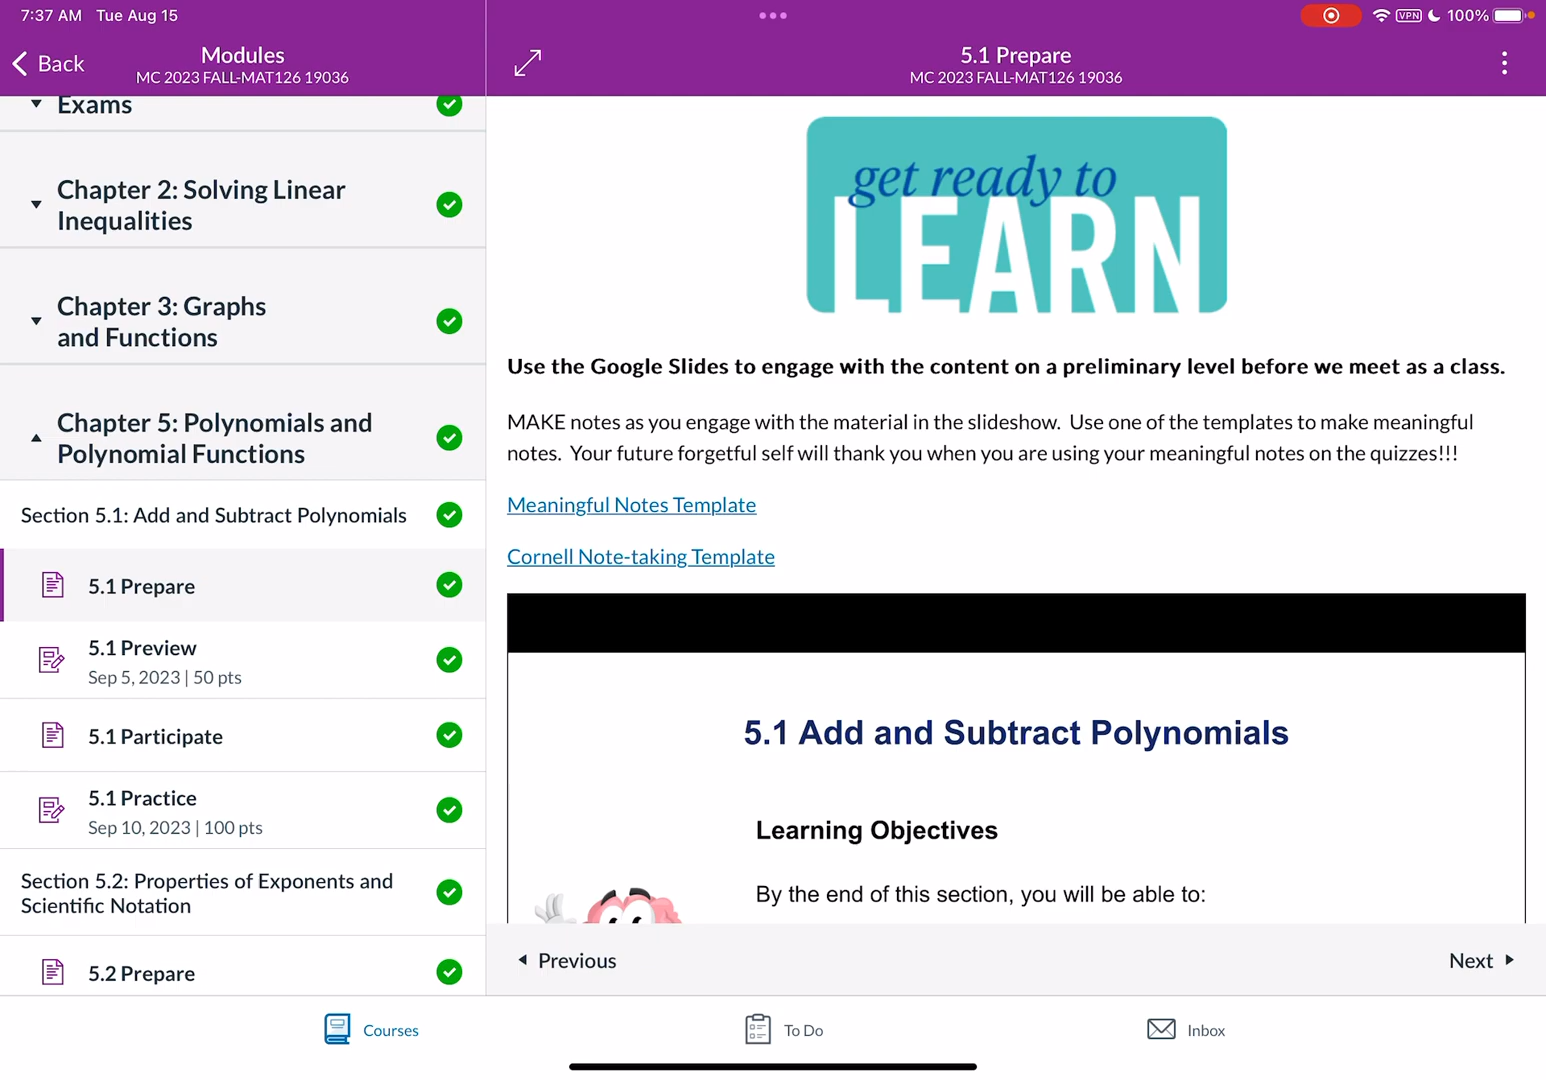 7:37 AM Tue Aug 15
VPN 100%
Back
Modules
MC 2023 FALL-MAT126 19036
5.1 Prepare
MC 2023 FALL-MAT126 19036
Exams
Chapter 2: Solving Linear
Inequalities
Chapter 3: Graphs
and Functions
Chapter 5: Polynomials and
Polynomial Functions
Section 5.1: Add and Subtract Polynomials
5.1 Prepare
5.1 Preview
Sep 5, 2023 | 50 pts
5.1 Participate
5.1 Practice
Sep 10, 2023 | 100 pts
Section 5.2: Properties of Exponents and
Scientific Notation
5.2 Prepare
get ready to
LEARN
Use the Google Slides to engage with the content on a preliminary level before we meet as a class.
MAKE notes as you engage with the material in the slideshow. Use one of the templates to make meaningful
notes. Your future forgetful self will thank you when you are using your meaningful notes on the quizzes!!!
Meaningful Notes Template
Cornell Note-taking Template
5.1 Add and Subtract Polynomials
Learning Objectives
By the end of this section, you will be able to:
Previous
Next
Courses
To Do
Inbox